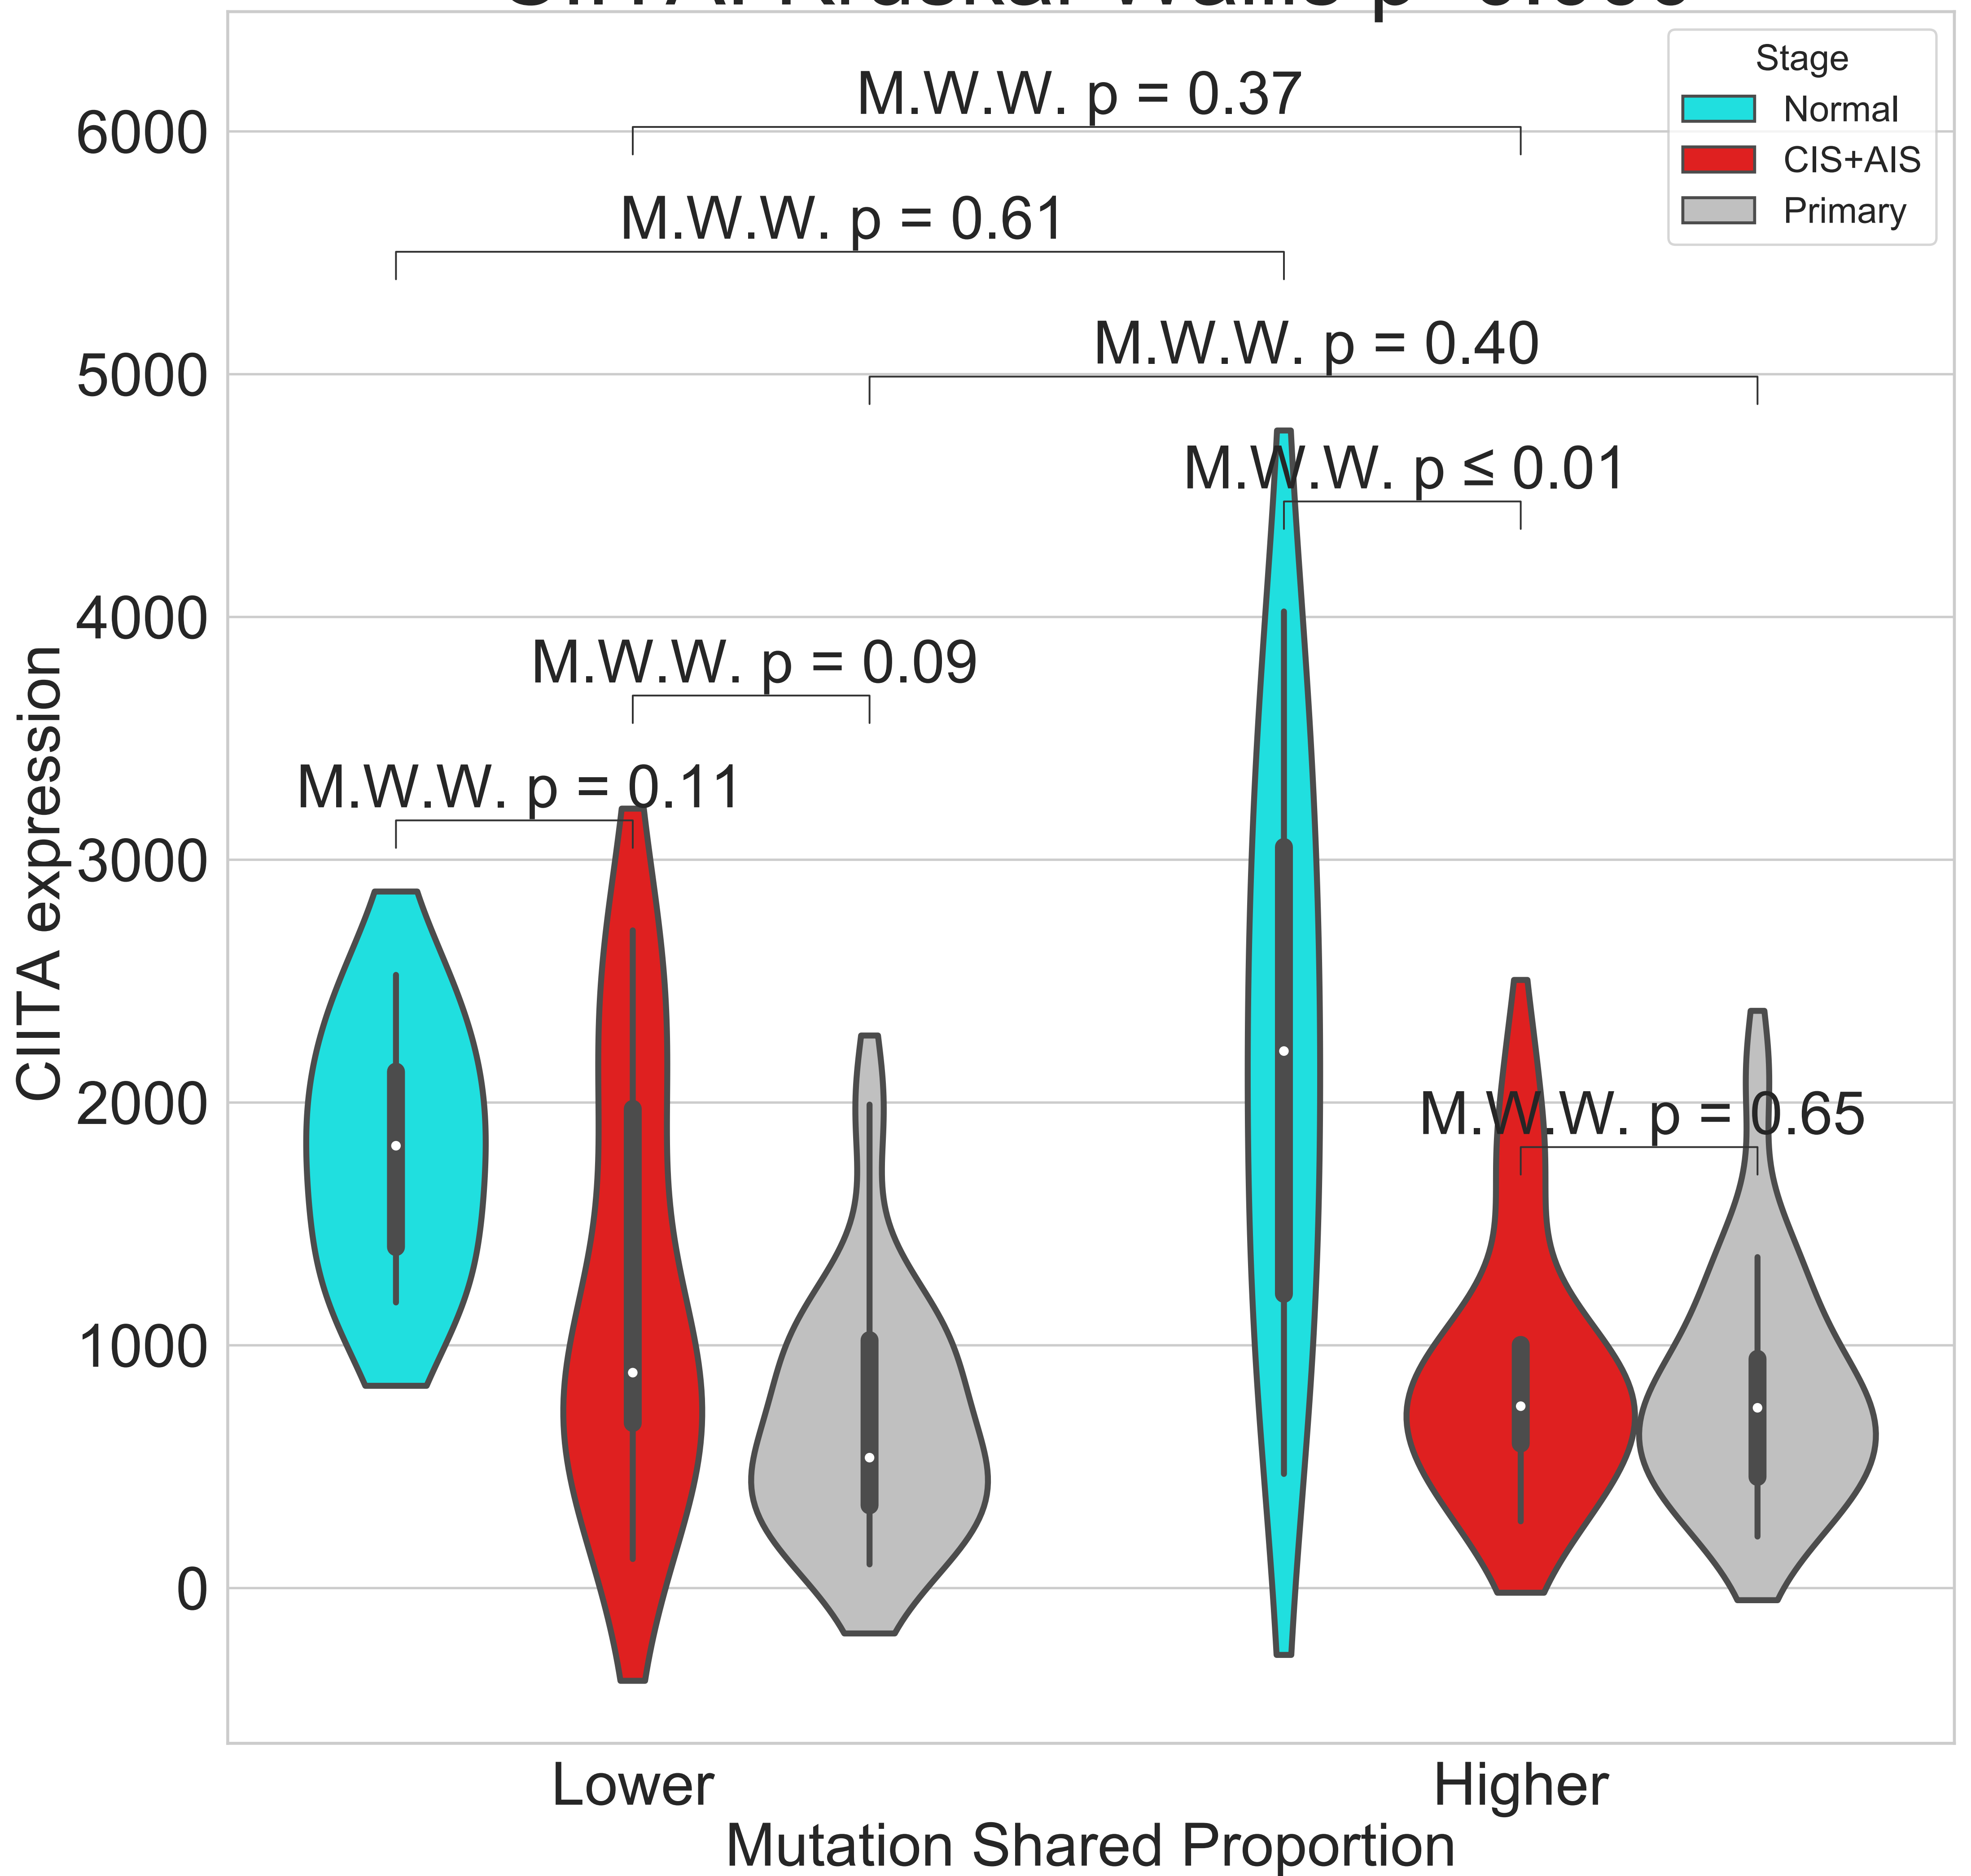 Stage
Normal
CIS+AIS
Primary
M.W.W. p = 0.37
M.W.W. p = 0.61
M.W.W. p = 0.40
M.W.W. p ≤ 0.01
M.W.W. p = 0.09
M.W.W. p = 0.11
M.W.W. p = 0.65
6000
5000
4000
3000
2000
1000
0
CIITA expression
Lower
Higher
Mutation Shared Proportion